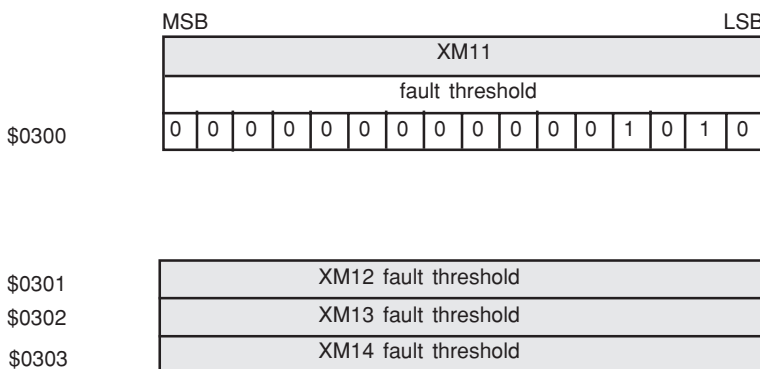 MSB LSB
XM11
fault threshold
$0300 0 0 0 0 0 0 0 0 0 0 0 0 1 0 1 0
$0301 XM12 fault threshold
$0302 XM13 fault threshold
$0303 XM14 fault threshold